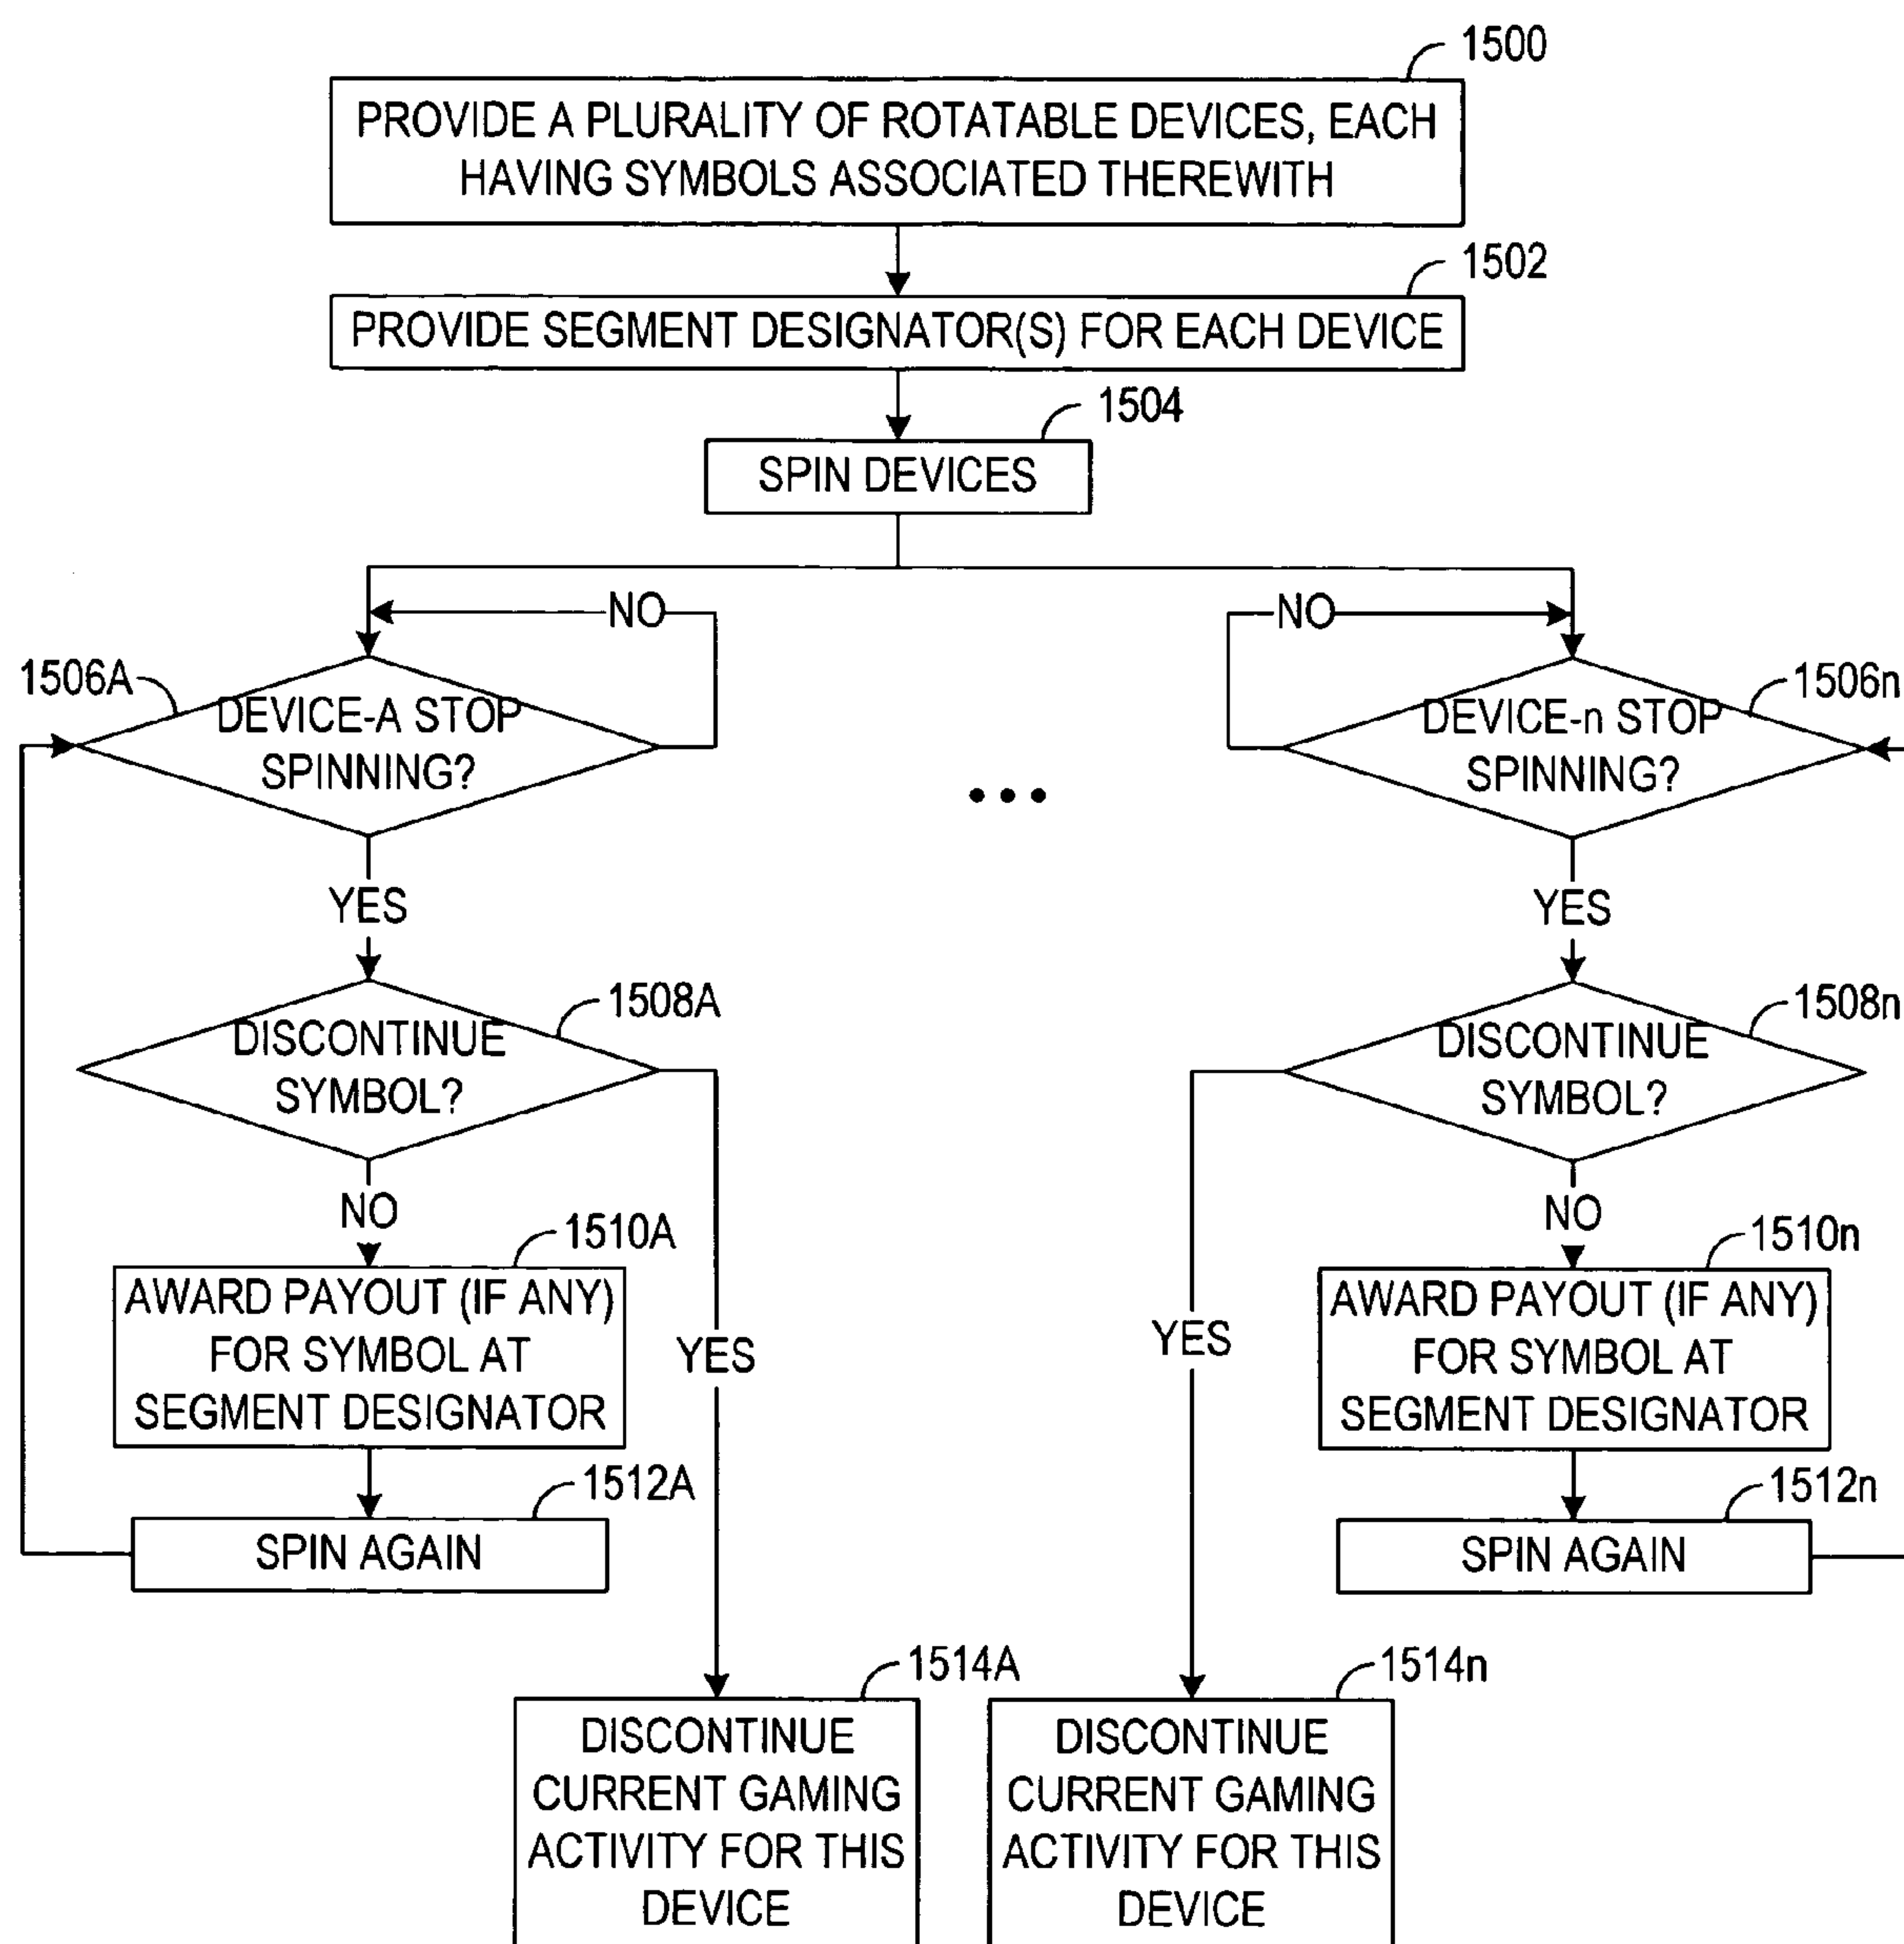 1500
PROVIDE A PLURALITY OF ROTATABLE DEVICES, EACH
HAVING SYMBOLS ASSOCIATED THEREWITH
1502
PROVIDE SEGMENT DESIGNATOR(S) FOR EACH DEVICE
1504
SPIN DEVICES
NO
1506A
DEVICE-A STOP
SPINNING?
YES
1508A
DISCONTINUE
SYMBOL?
NO
YES
1510A
AWARD PAYOUT (IF ANY)
FOR SYMBOL AT
SEGMENT DESIGNATOR
1512A
SPIN AGAIN
1514A
DISCONTINUE
CURRENT GAMING
ACTIVITY FOR THIS
DEVICE
• • •
NO
1506n
DEVICE-n STOP
SPINNING?
YES
1508n
DISCONTINUE
SYMBOL?
NO
YES
1510n
AWARD PAYOUT (IF ANY)
FOR SYMBOL AT
SEGMENT DESIGNATOR
1512n
SPIN AGAIN
1514n
DISCONTINUE
CURRENT GAMING
ACTIVITY FOR THIS
DEVICE